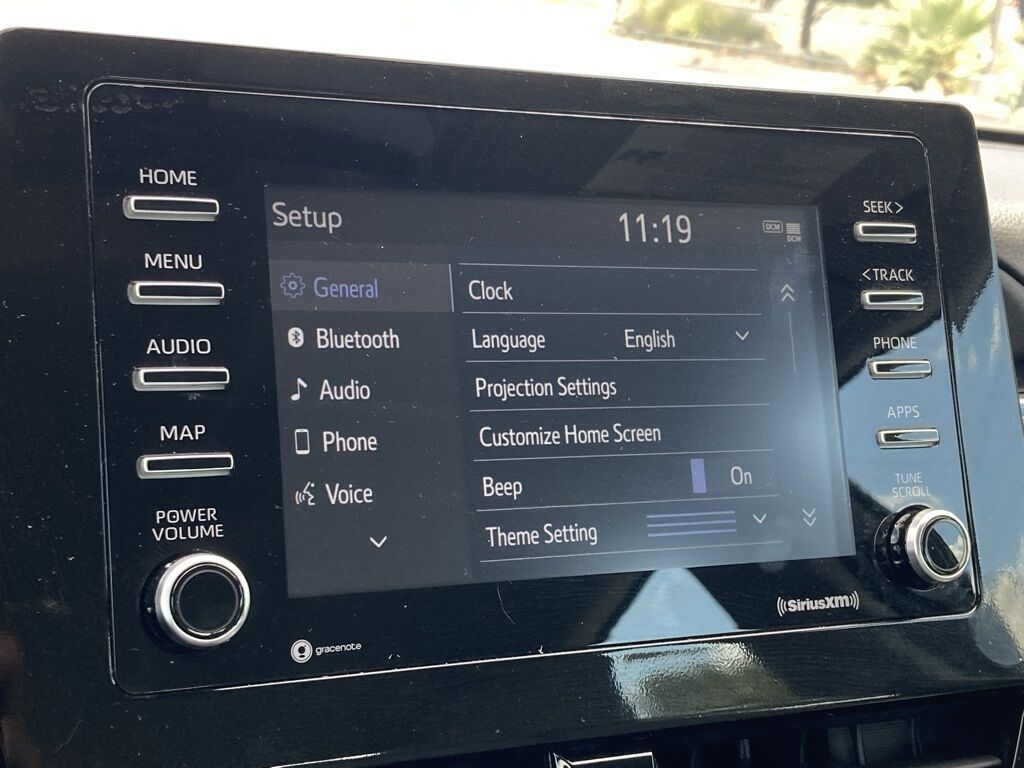 HOME
MENU
AUDIO
MAP
POWER
VOLUME
Setup
11:19
DCM
DCM
General
Bluetooth
Audio
Phone
Voice
Clock
Language English
Projection Settings
Customize Home Screen
Beep On
Theme Setting
SEEK >
< TRACK
PHONE
APPS
TUNE
SCROLL
gracenote
((SiriusXM))